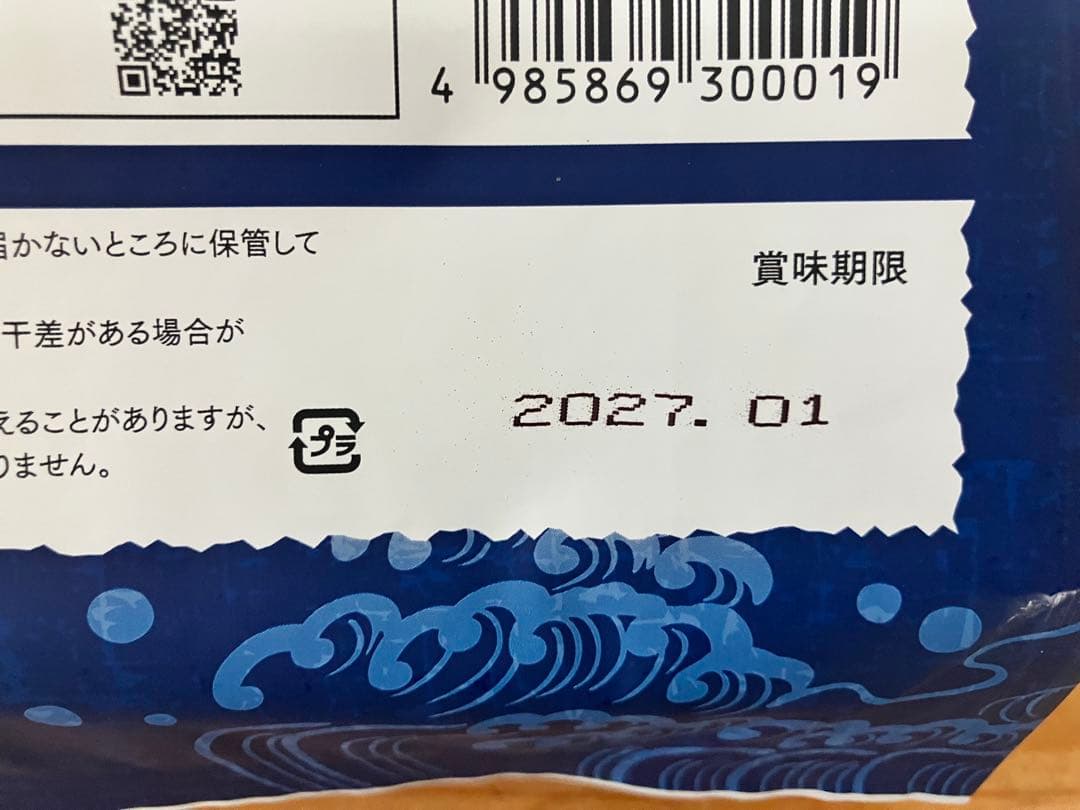 4 985869 300019
届かないところに保管して
賞味期限
干差がある場合が
2027. 01
えることがありますが、
プラ
りません。